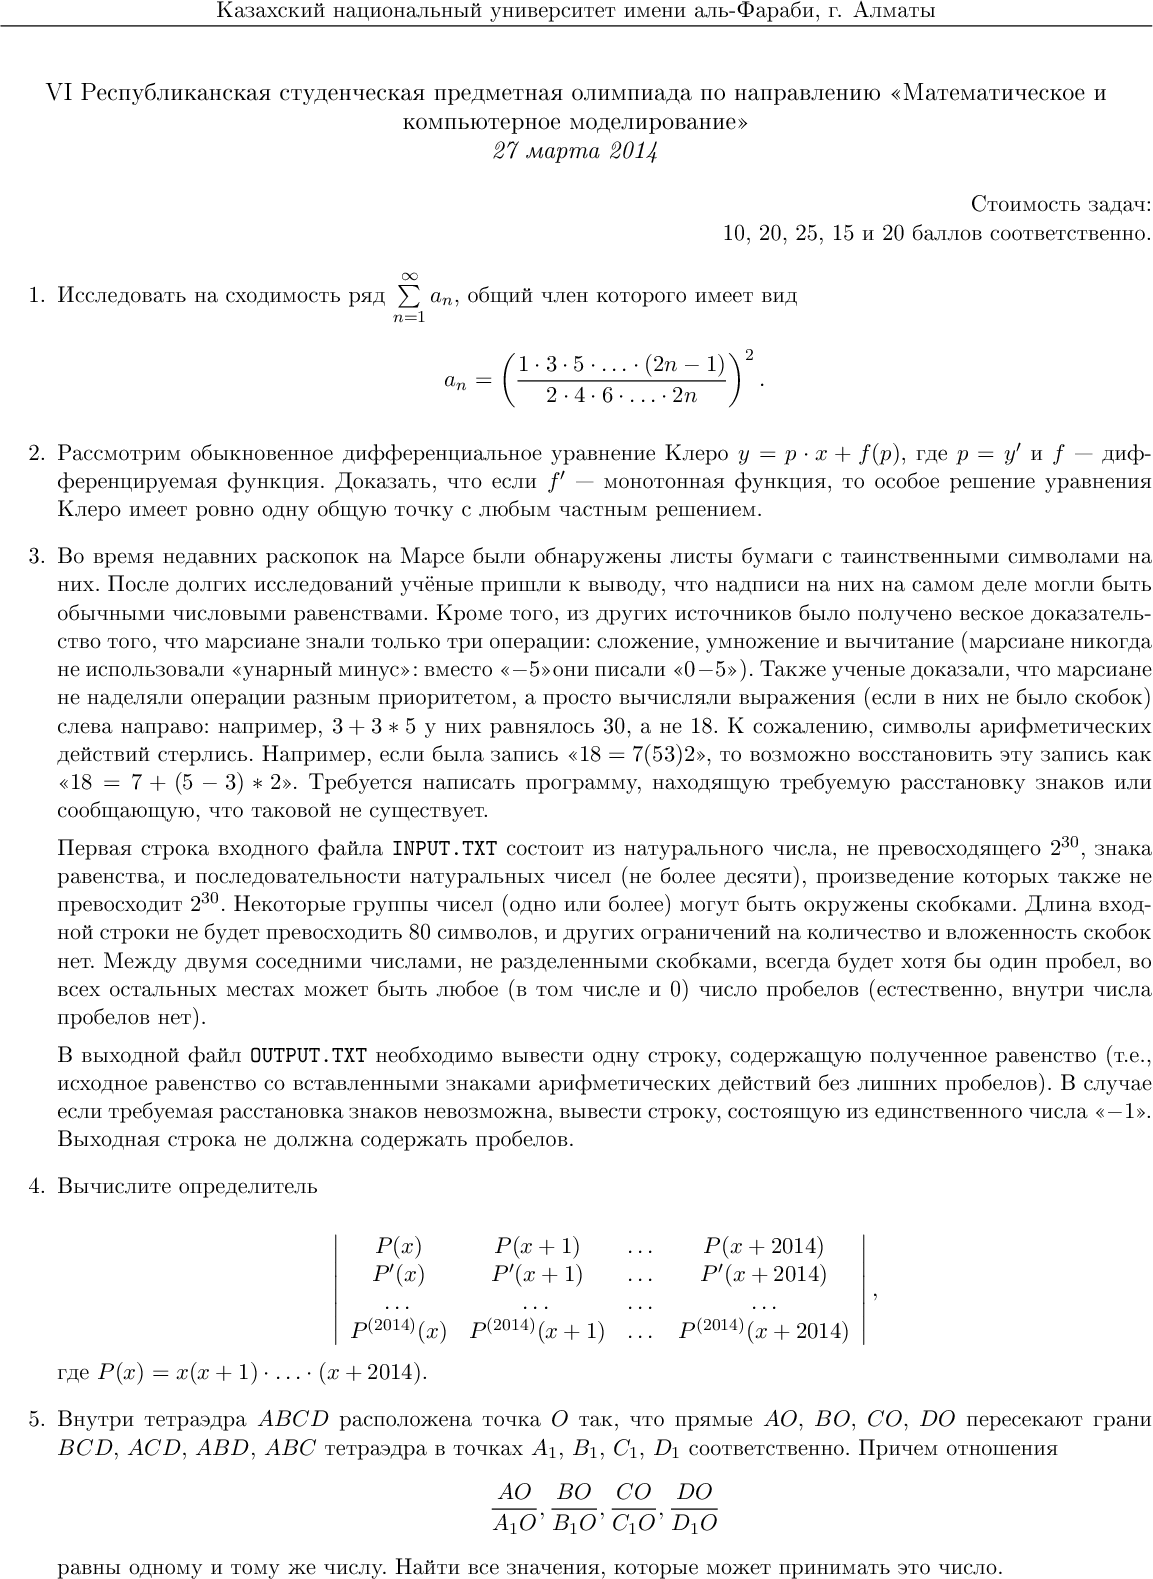 Казахский национальный университет имени аль-Фараби, г. Алматы
VI Республиканская студенческая предметная олимпиада по направлению «Математическое и
компьютерное моделирование»
27 марта 2014
Стоимость задач:
10, 20, 25, 15 и 20 баллов соответственно.
1. Исследовать на сходимость ряд $\sum\limits_{n=1}^{\infty} a_n$, общий член которого имеет вид
$a_n = \left(\frac{1 \cdot 3 \cdot 5 \cdot \ldots \cdot (2n-1)}{2 \cdot 4 \cdot 6 \cdot \ldots \cdot 2n}\right)^2.$
2. Рассмотрим обыкновенное дифференциальное уравнение Клеро $y = p \cdot x + f(p)$, где $p = y'$ и $f$ — диф-
ференцируемая функция. Доказать, что если $f'$ — монотонная функция, то особое решение уравнения
Клеро имеет ровно одну общую точку с любым частным решением.
3. Во время недавних раскопок на Марсе были обнаружены листы бумаги с таинственными символами на
них. После долгих исследований учёные пришли к выводу, что надписи на них на самом деле могли быть
обычными числовыми равенствами. Кроме того, из других источников было получено веское доказатель-
ство того, что марсиане знали только три операции: сложение, умножение и вычитание (марсиане никогда
не использовали «унарный минус»: вместо «−5»они писали «0−5»). Также ученые доказали, что марсиане
не наделяли операции разным приоритетом, а просто вычисляли выражения (если в них не было скобок)
слева направо: например, 3 + 3 ∗ 5 у них равнялось 30, а не 18. К сожалению, символы арифметических
действий стерлись. Например, если была запись «18 = 7(53)2», то возможно восстановить эту запись как
«18 = 7 + (5 − 3) ∗ 2». Требуется написать программу, находящую требуемую расстановку знаков или
сообщающую, что таковой не существует.
Первая строка входного файла INPUT.TXT состоит из натурального числа, не превосходящего $2^{30}$, знака
равенства, и последовательности натуральных чисел (не более десяти), произведение которых также не
превосходит $2^{30}$. Некоторые группы чисел (одно или более) могут быть окружены скобками. Длина вход-
ной строки не будет превосходить 80 символов, и других ограничений на количество и вложенность скобок
нет. Между двумя соседними числами, не разделенными скобками, всегда будет хотя бы один пробел, во
всех остальных местах может быть любое (в том числе и 0) число пробелов (естественно, внутри числа
пробелов нет).
В выходной файл OUTPUT.TXT необходимо вывести одну строку, содержащую полученное равенство (т.е.,
исходное равенство со вставленными знаками арифметических действий без лишних пробелов). В случае
если требуемая расстановка знаков невозможна, вывести строку, состоящую из единственного числа «−1».
Выходная строка не должна содержать пробелов.
4. Вычислите определитель
$\begin{vmatrix} P(x) & P(x+1) & \ldots & P(x+2014) \\ P'(x) & P'(x+1) & \ldots & P'(x+2014) \\ \ldots & \ldots & \ldots & \ldots \\ P^{(2014)}(x) & P^{(2014)}(x+1) & \ldots & P^{(2014)}(x+2014) \end{vmatrix},$
где $P(x) = x(x+1) \cdot \ldots \cdot (x+2014)$.
5. Внутри тетраэдра $ABCD$ расположена точка $O$ так, что прямые $AO$, $BO$, $CO$, $DO$ пересекают грани
$BCD$, $ACD$, $ABD$, $ABC$ тетраэдра в точках $A_1$, $B_1$, $C_1$, $D_1$ соответственно. Причем отношения
$\frac{AO}{A_1O}, \frac{BO}{B_1O}, \frac{CO}{C_1O}, \frac{DO}{D_1O}$
равны одному и тому же числу. Найти все значения, которые может принимать это число.